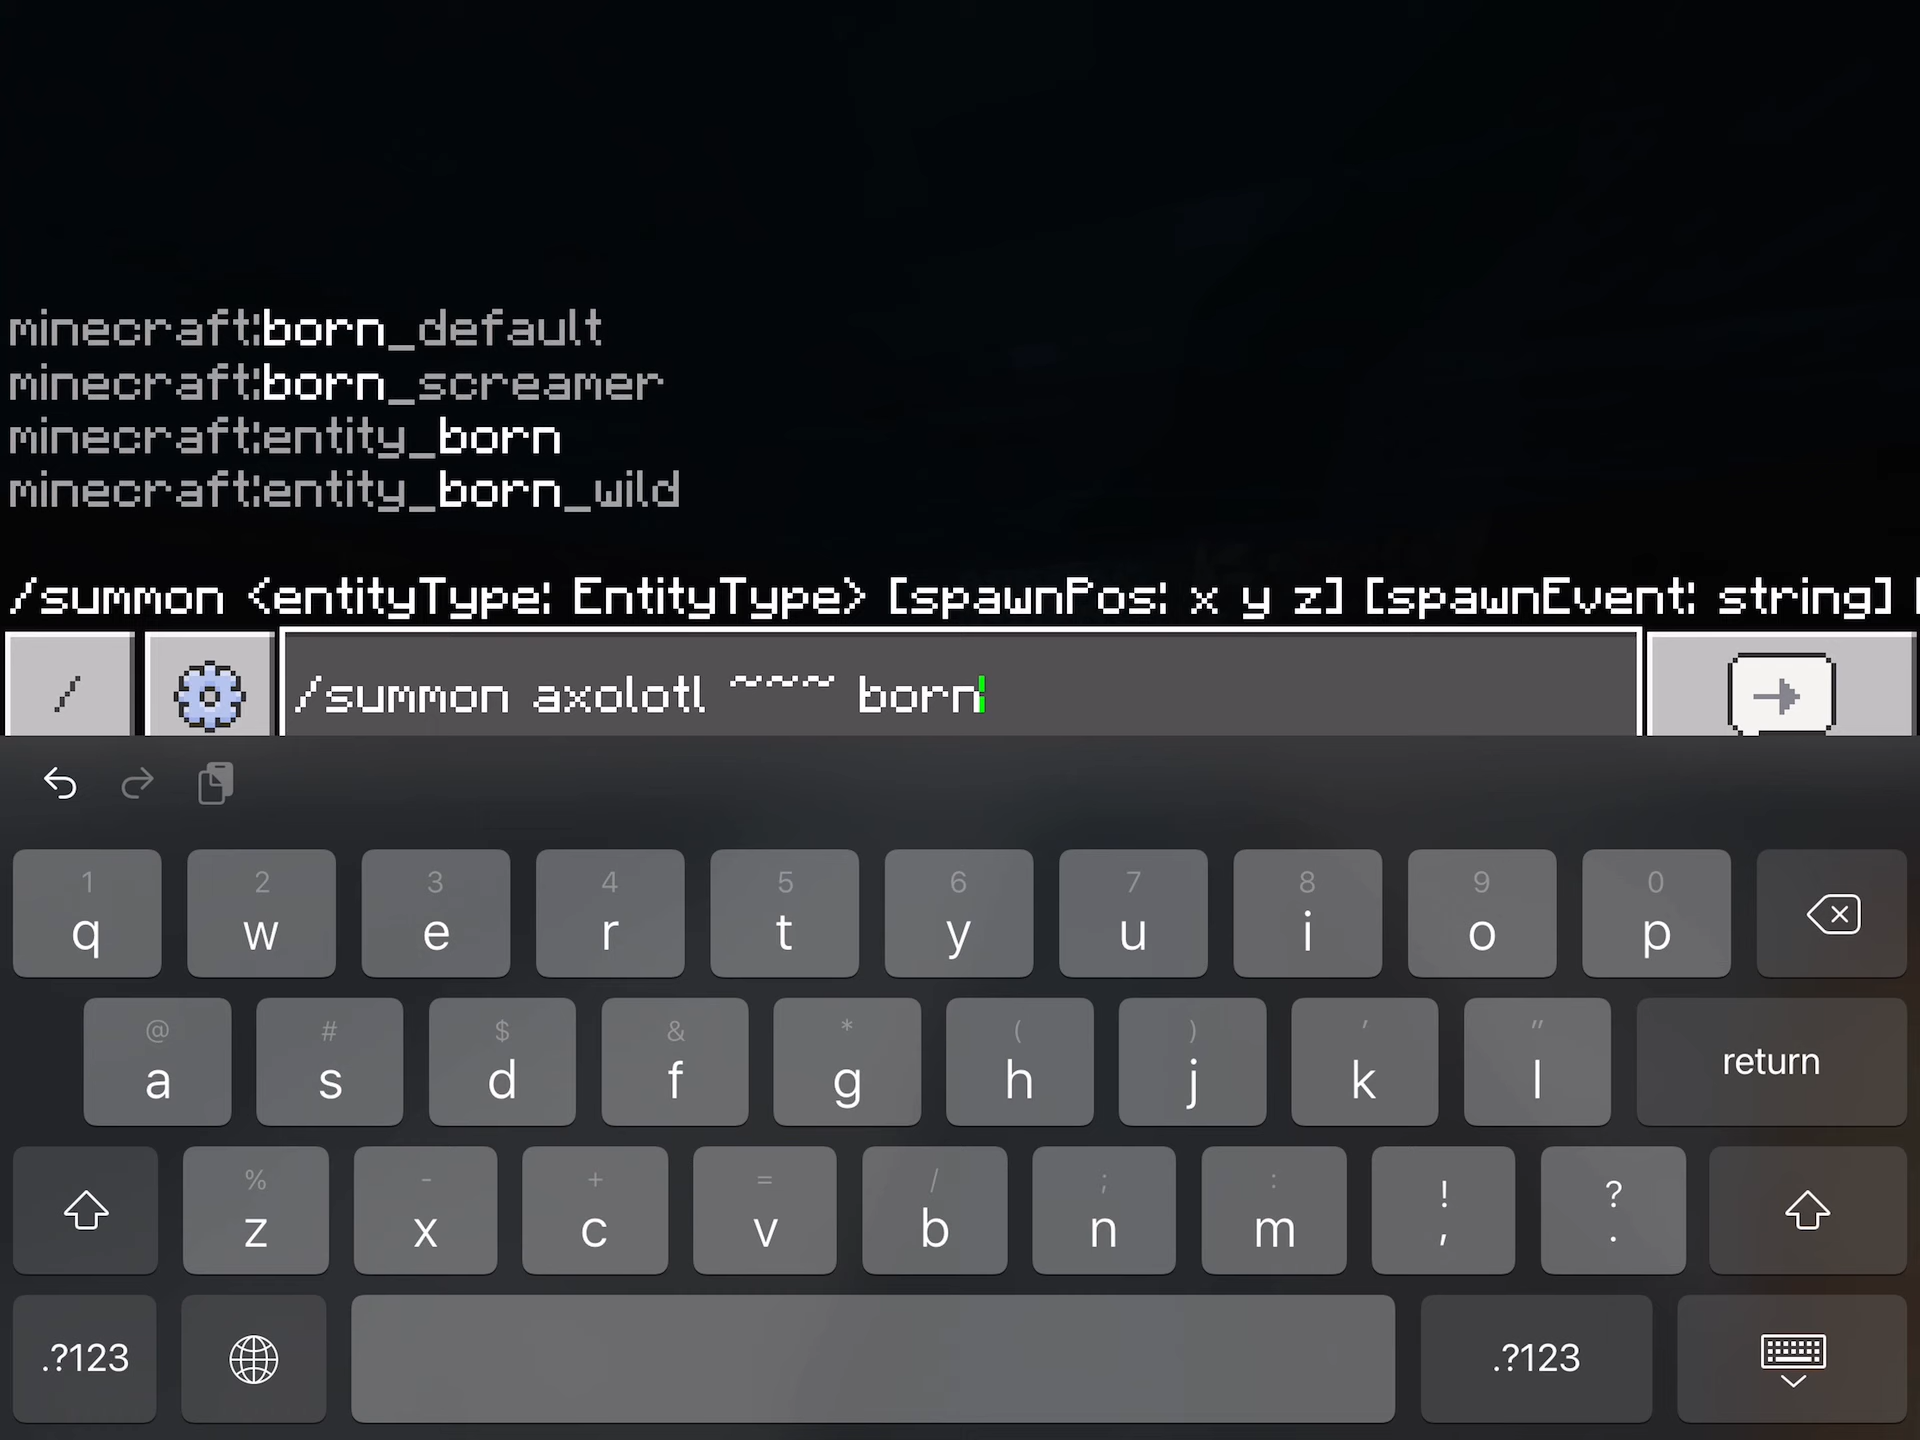 minecraft:born_default
minecraft:born_screamer
minecraft:entity_born
minecraft:entity_born_wild
/summon <entityType: EntityType> [spawnPos: x y z] [spawnEvent: string] [
/
/summon axolotl ~~~ born
1 2 3 4 5 6 7 8 9 0
q w e r t y u i o p
@ # $ & * ( ) ' "
a s d f g h j k l return
% - + = / ; : ! ?
z x c v b n m , .
.?123 .?123